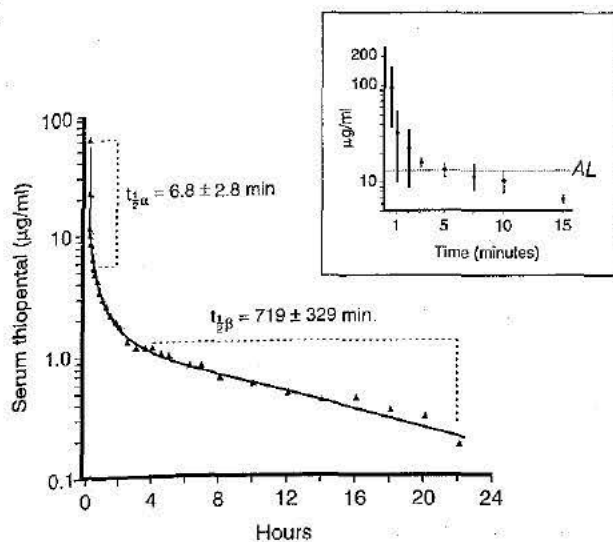 200
100
µg/ml
10
AL
1 5 10 15
Time (minutes)
100
10
1.0
0.1
Serum thiopental (µg/ml)
t½α = 6.8 ± 2.8 min
t½β = 719 ± 329 min.
0 4 8 12 16 20 24
Hours